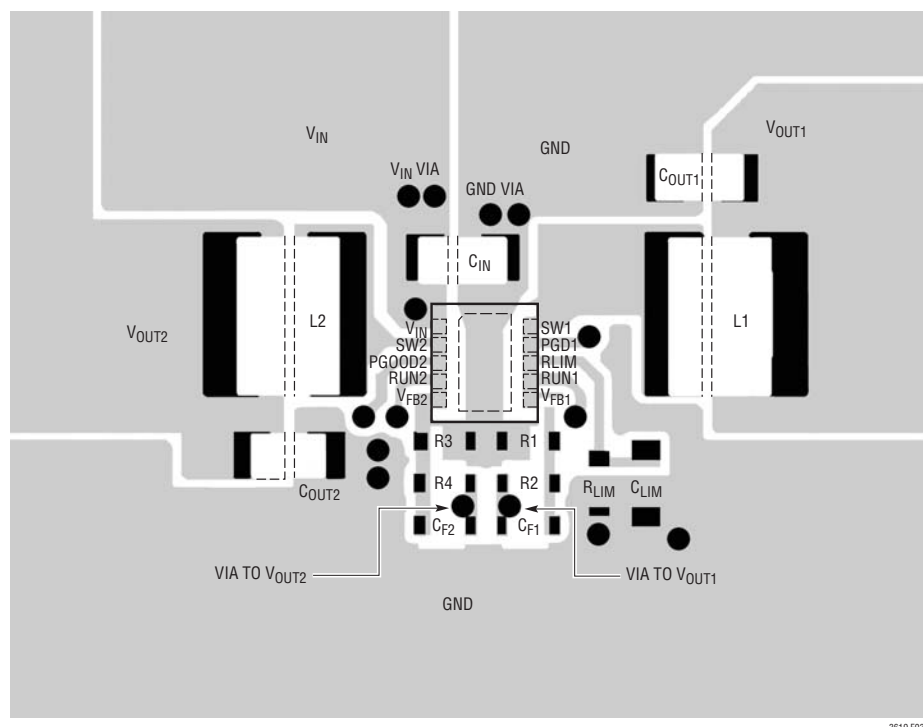 VIN
VIN VIA
GND VIA
GND
VOUT1
COUT1
CIN
VOUT2
L2
L1
VIN
SW2
PGOOD2
RUN2
VFB2
SW1
PGD1
RLIM
RUN1
VFB1
R3
R1
R4
R2
CF2
CF1
COUT2
RLIM
CLIM
VIA TO VOUT2
VIA TO VOUT1
GND